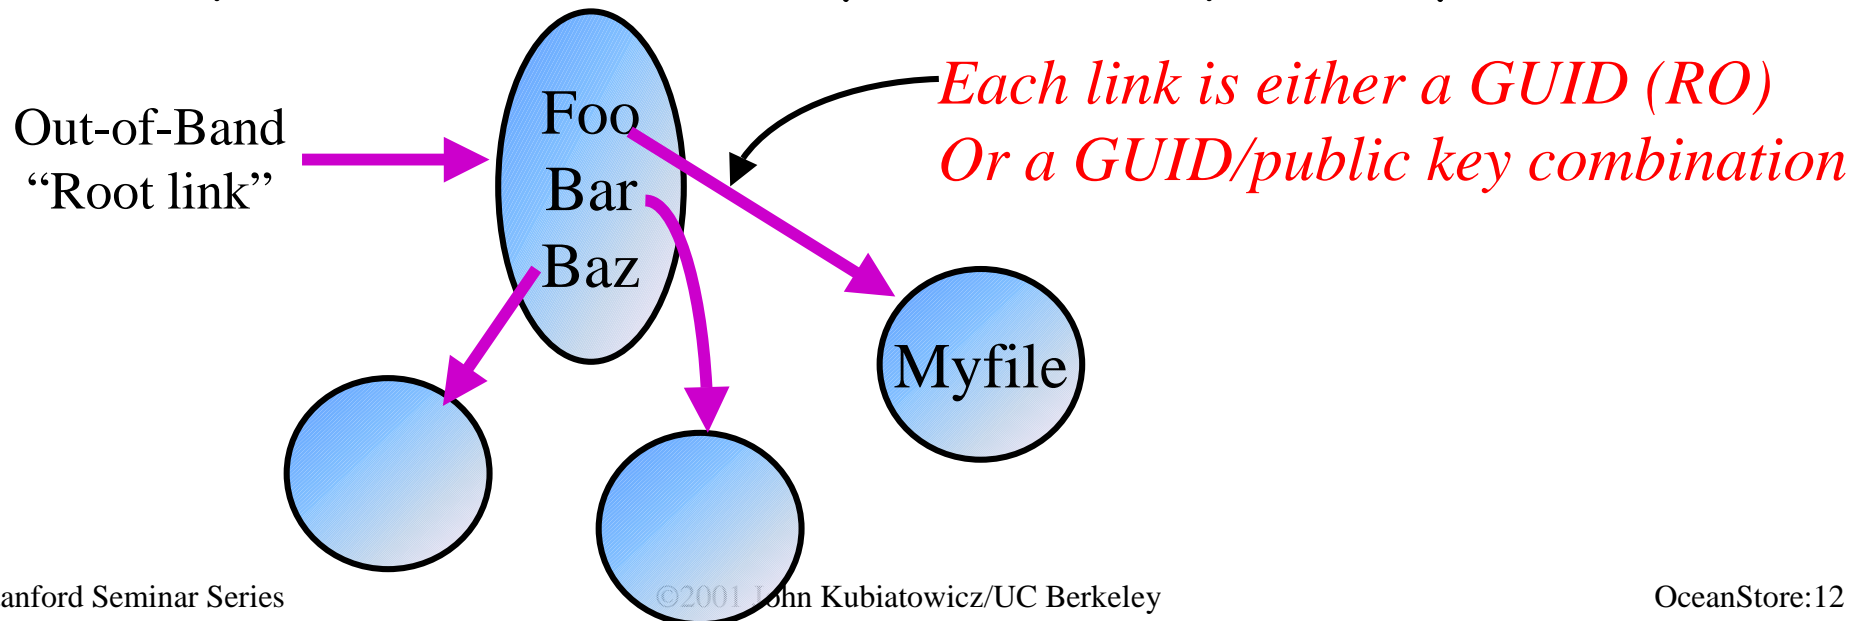 Out-of-Band
“Root link”
Foo
Bar
Baz
Each link is either a GUID (RO)
Or a GUID/public key combination
Myfile
anford Seminar Series
©2001 John Kubiatowicz/UC Berkeley
OceanStore:12